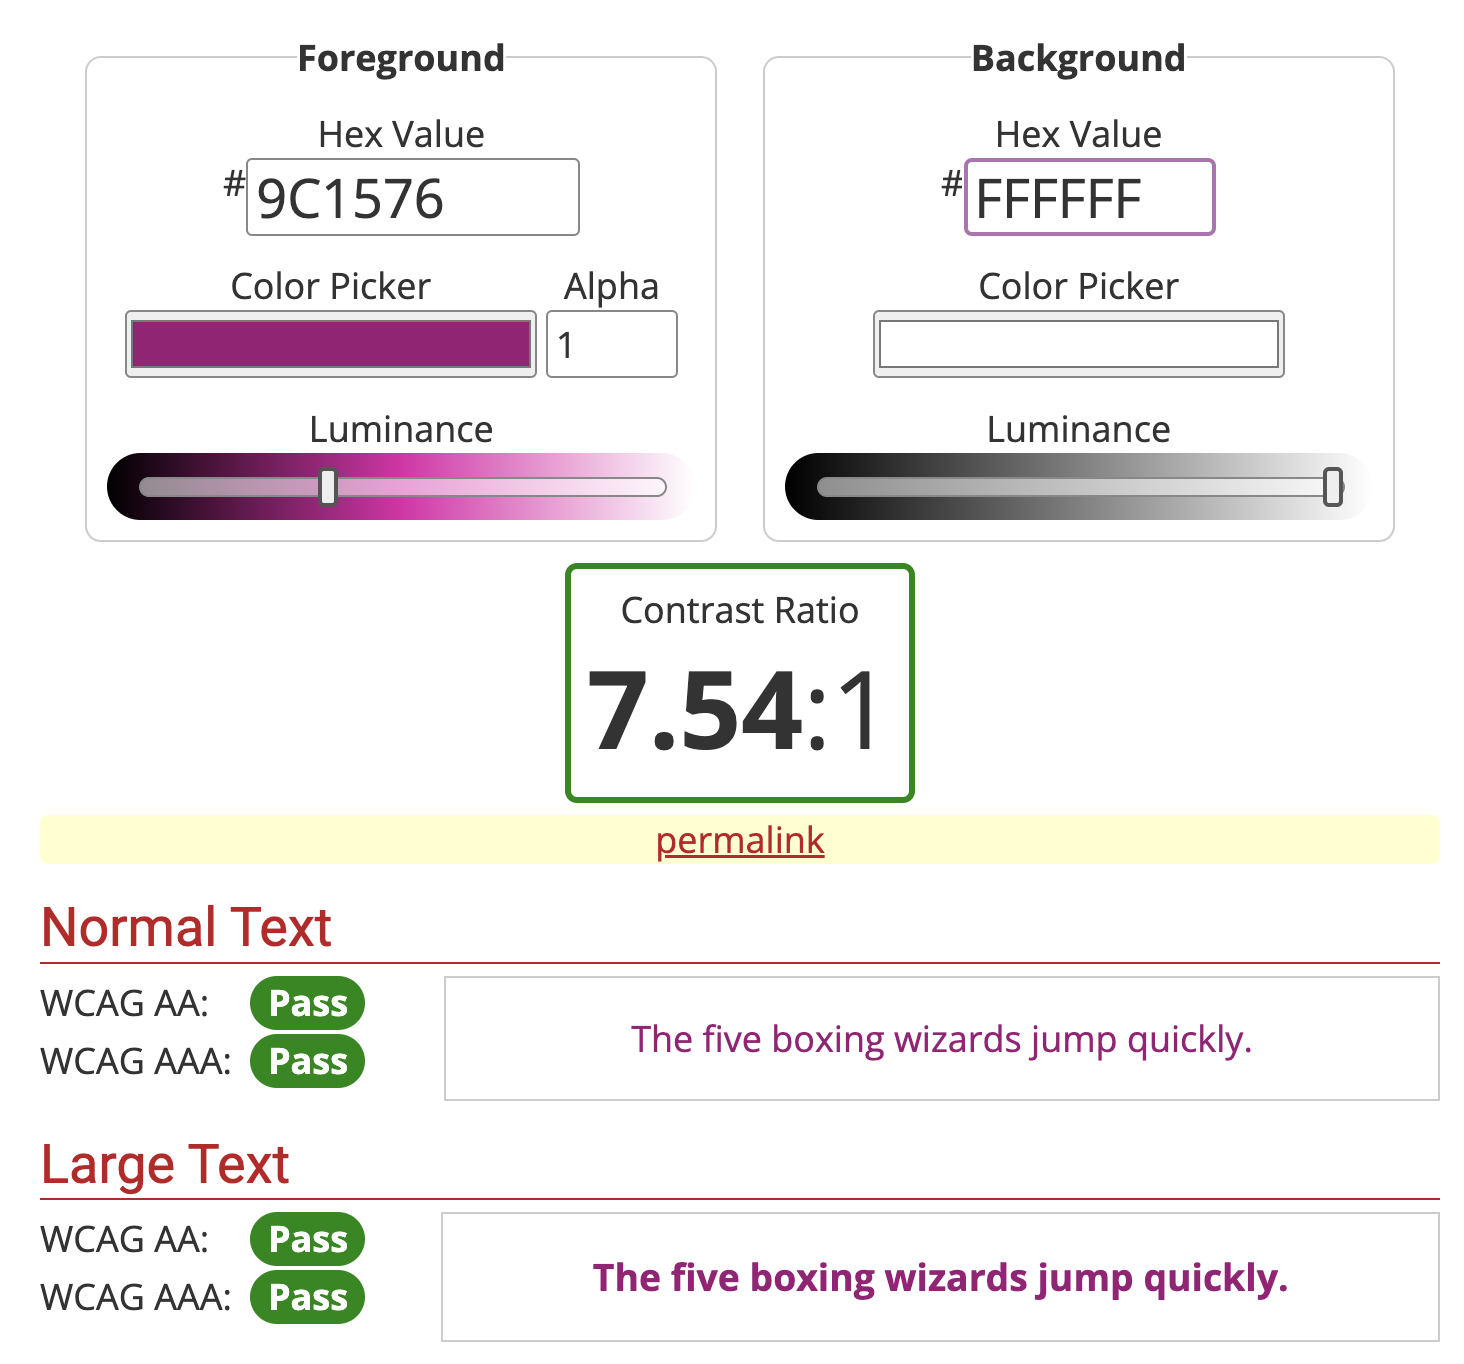 Foreground
Background
Hex Value
#9C1576
Color Picker
Alpha
1
Luminance
Hex Value
#FFFFFF
Color Picker
Luminance
Contrast Ratio
7.54:1
permalink
Normal Text
WCAG AA: Pass
WCAG AAA: Pass
The five boxing wizards jump quickly.
Large Text
WCAG AA: Pass
WCAG AAA: Pass
The five boxing wizards jump quickly.